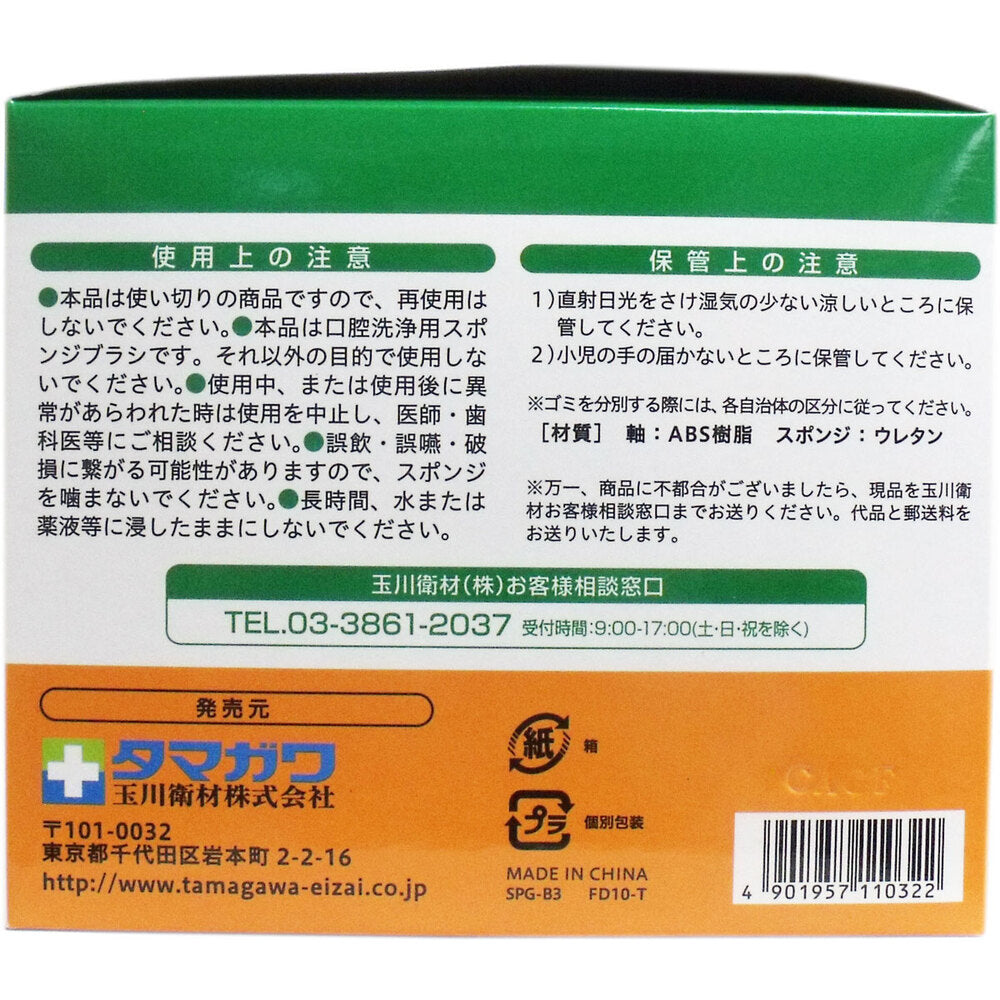 使用上の注意
●本品は使い切りの商品ですので、再使用は
しないでください。●本品は口腔洗浄用スポ
ンジブラシです。それ以外の目的で使用しな
いでください。●使用中、または使用後に異
常があらわれた時は使用を中止し、医師・歯
科医等にご相談ください。●誤飲・誤嚥・破
損に繋がる可能性がありますので、スポンジ
を噛まないでください。●長時間、水または
薬液等に浸したままにしないでください。
保管上の注意
1)直射日光をさけ湿気の少ない涼しいところに保
管してください。
2)小児の手の届かないところに保管してください。
※ゴミを分別する際には、各自治体の区分に従ってください。
［材質］ 軸：ABS樹脂 スポンジ：ウレタン
※万一、商品に不都合がございましたら、現品を玉川衛
材お客様相談窓口までお送りください。代品と郵送料を
お送りいたします。
玉川衛材(株)お客様相談窓口
TEL.03-3861-2037 受付時間:9:00-17:00(土・日・祝を除く)
発売元
タマガワ
玉川衛材株式会社
〒101-0032
東京都千代田区岩本町 2-2-16
http://www.tamagawa-eizai.co.jp
紙 箱
プラ 個別包装
MADE IN CHINA
SPG-B3 FD10-T
CACF
4 901957 110322